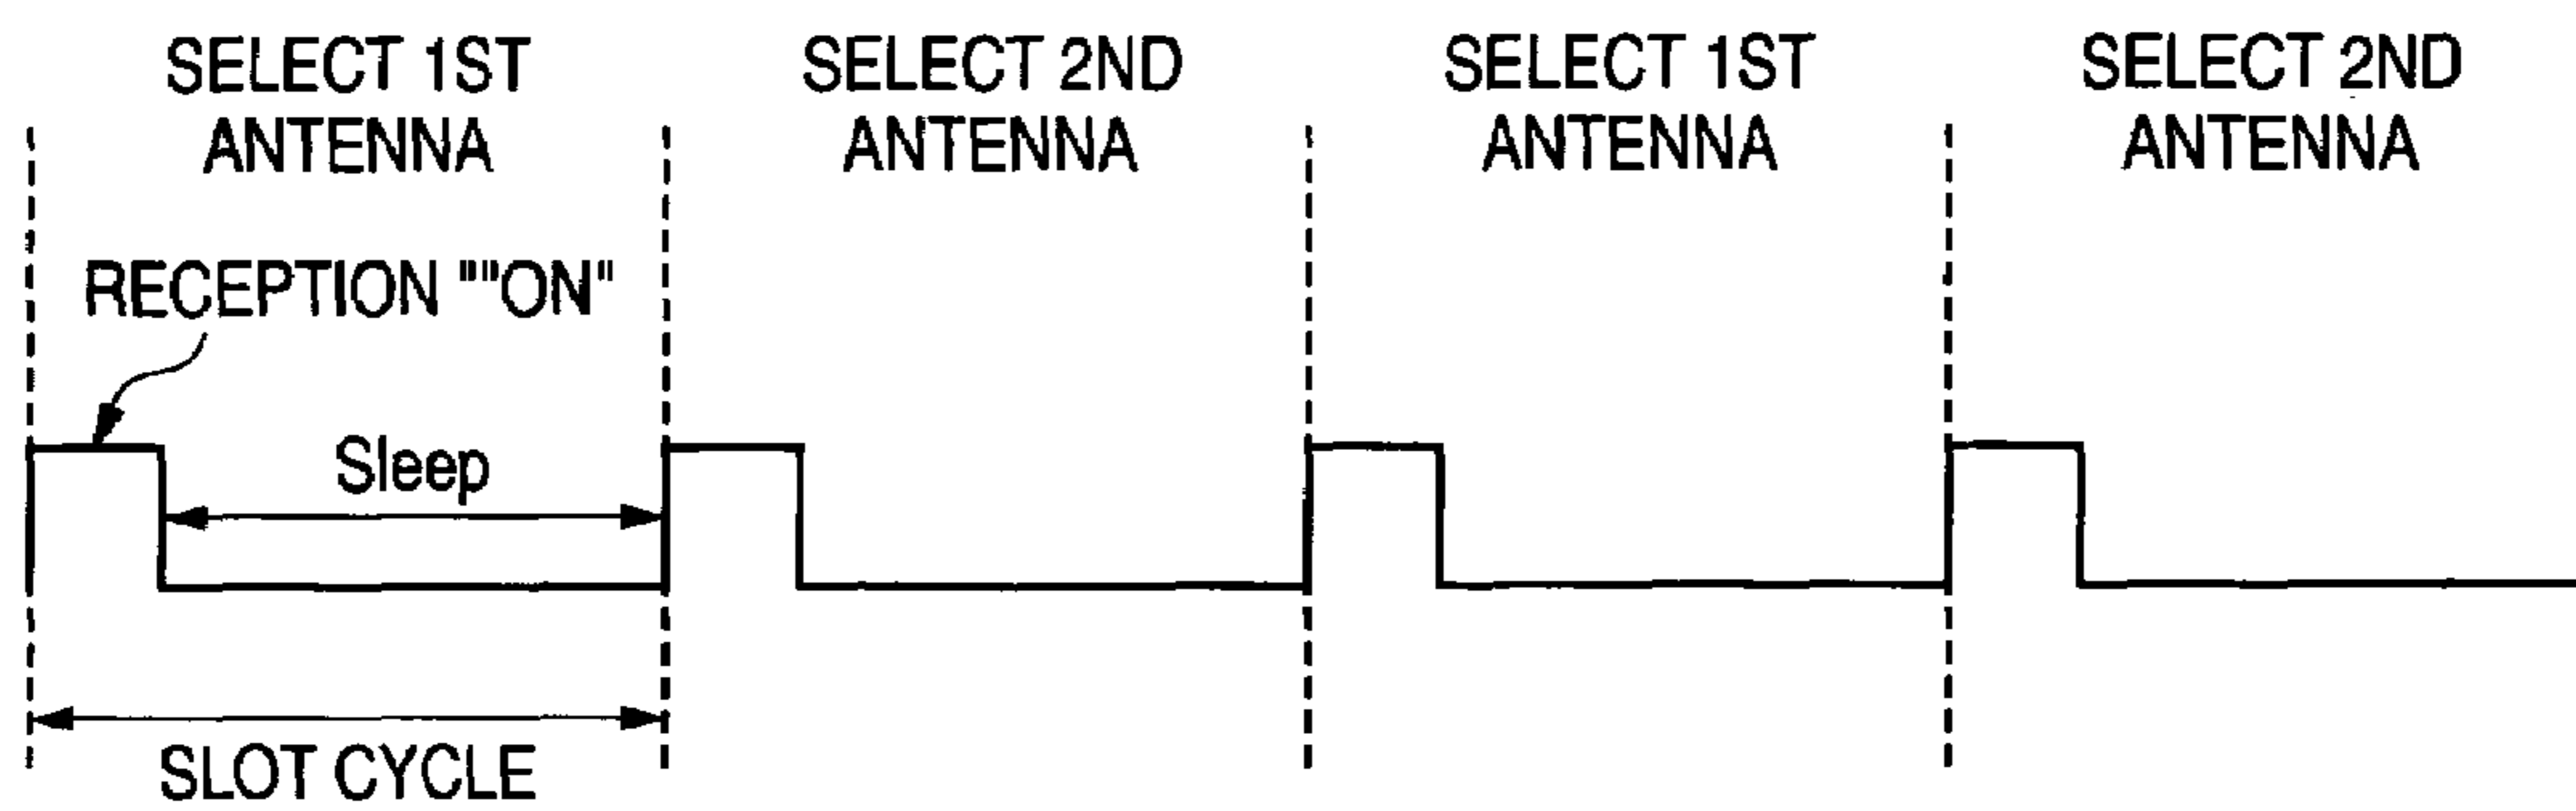 SELECT 1ST
ANTENNA
SELECT 2ND
ANTENNA
SELECT 1ST
ANTENNA
SELECT 2ND
ANTENNA
RECEPTION ""ON"
Sleep
SLOT CYCLE